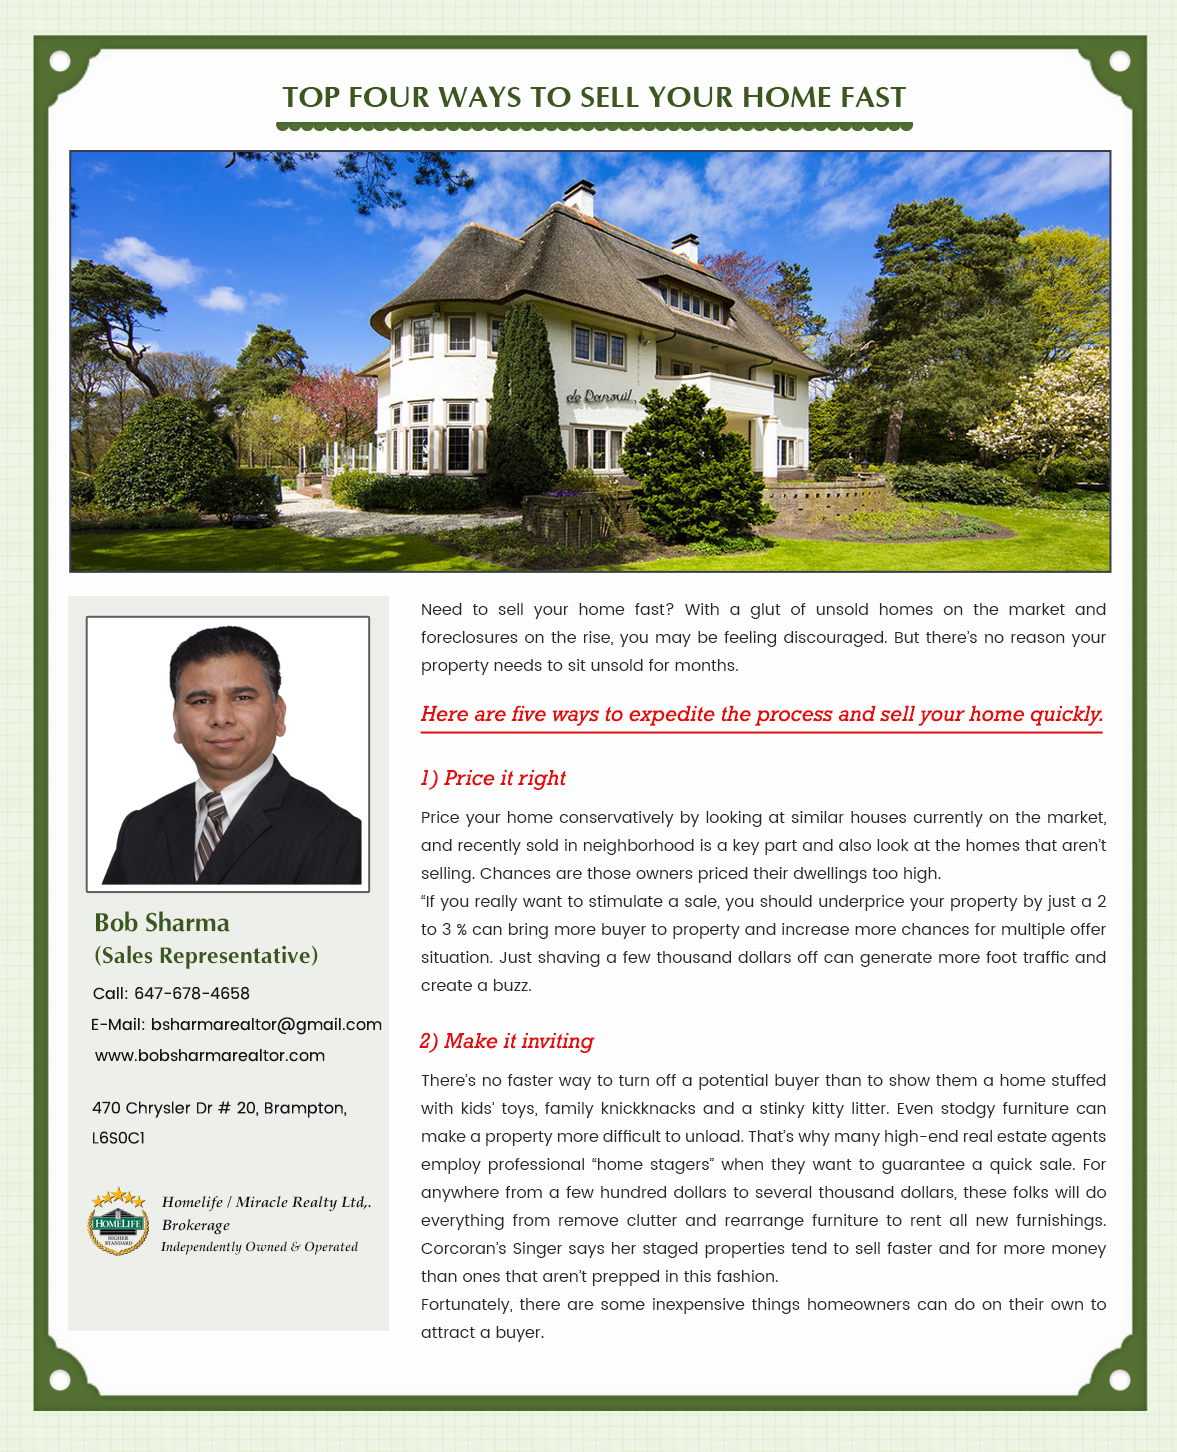 TOP FOUR WAYS TO SELL YOUR HOME FAST
de Donsuil
Need to sell your home fast? With a glut of unsold homes on the market and
foreclosures on the rise, you may be feeling discouraged. But there's no reason your
property needs to sit unsold for months.
Here are five ways to expedite the process and sell your home quickly.
1) Price it right
Price your home conservatively by looking at similar houses currently on the market,
and recently sold in neighborhood is a key part and also look at the homes that aren't
selling. Chances are those owners priced their dwellings too high.
“If you really want to stimulate a sale, you should underprice your property by just a 2
to 3 % can bring more buyer to property and increase more chances for multiple offer
situation. Just shaving a few thousand dollars off can generate more foot traffic and
create a buzz.
2) Make it inviting
There's no faster way to turn off a potential buyer than to show them a home stuffed
with kids' toys, family knickknacks and a stinky kitty litter. Even stodgy furniture can
make a property more difficult to unload. That's why many high-end real estate agents
employ professional “home stagers” when they want to guarantee a quick sale. For
anywhere from a few hundred dollars to several thousand dollars, these folks will do
everything from remove clutter and rearrange furniture to rent all new furnishings.
Corcoran's Singer says her staged properties tend to sell faster and for more money
than ones that aren't prepped in this fashion.
Fortunately, there are some inexpensive things homeowners can do on their own to
attract a buyer.
Bob Sharma
(Sales Representative)
Call: 647-678-4658
E-Mail: bsharmarealtor@gmail.com
www.bobsharmarealtor.com
470 Chrysler Dr # 20, Brampton,
L6S0C1
HOMELIFE
HIGHER
STANDARD
Homelife / Miracle Realty Ltd,.
Brokerage
Independently Owned & Operated